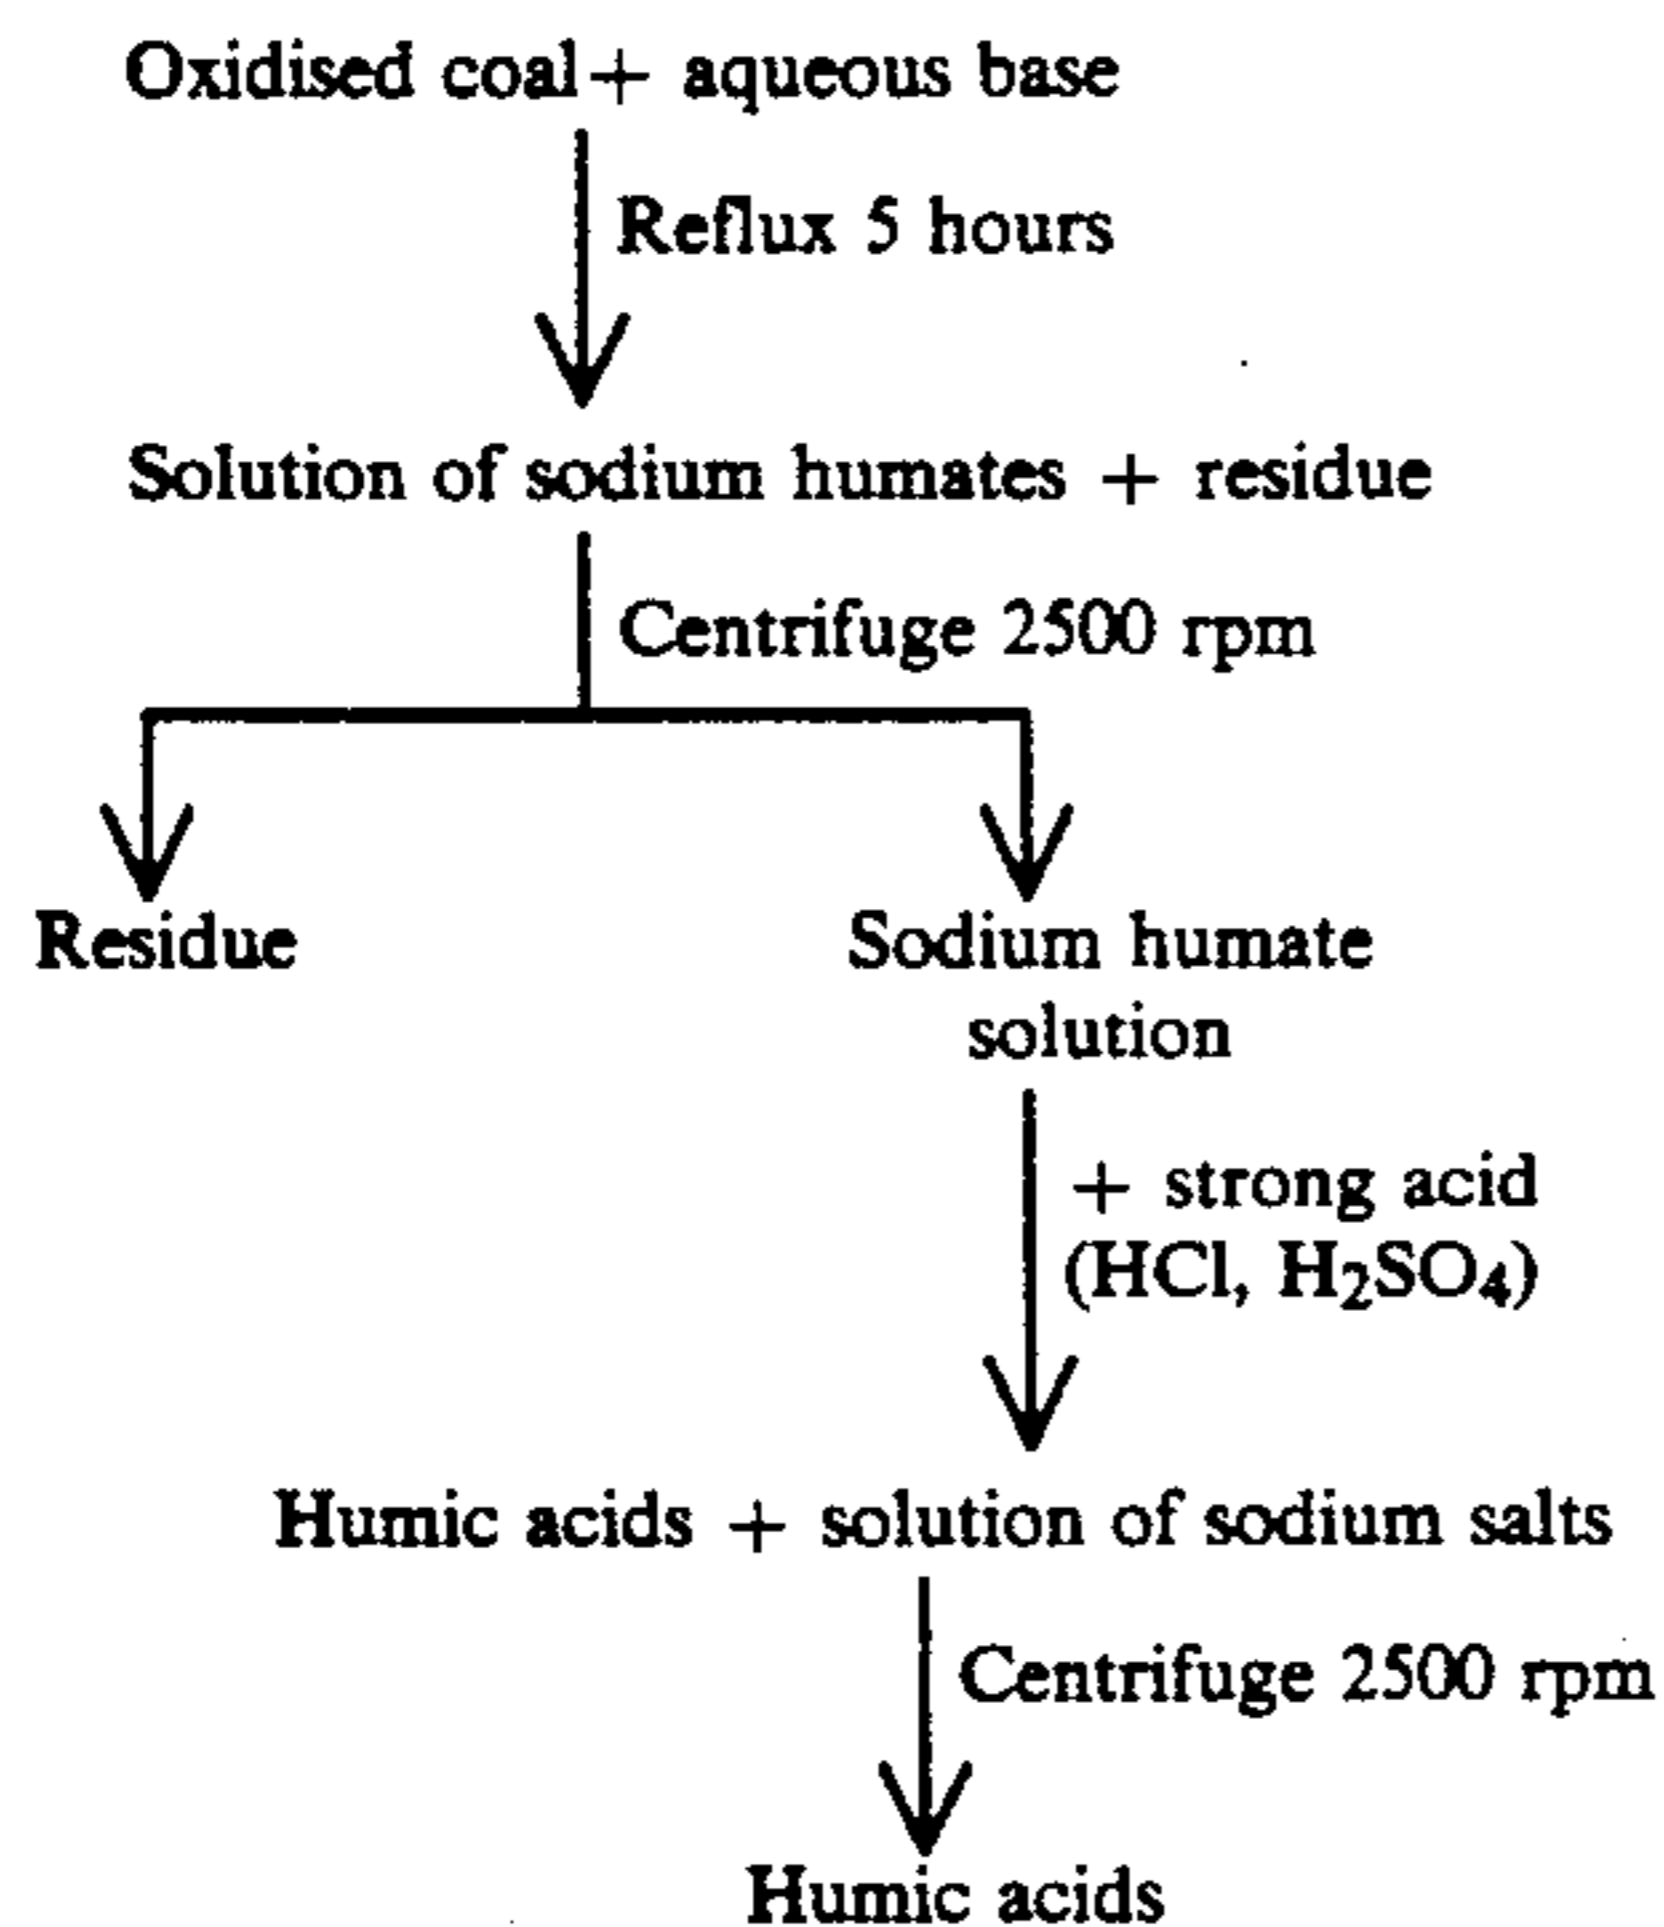 Oxidised coal + aqueous base
Reflux 5 hours
Solution of sodium humates + residue
Centrifuge 2500 rpm
Residue
Sodium humate
solution
+ strong acid
(HCl, H₂SO₄)
Humic acids + solution of sodium salts
Centrifuge 2500 rpm
Humic acids